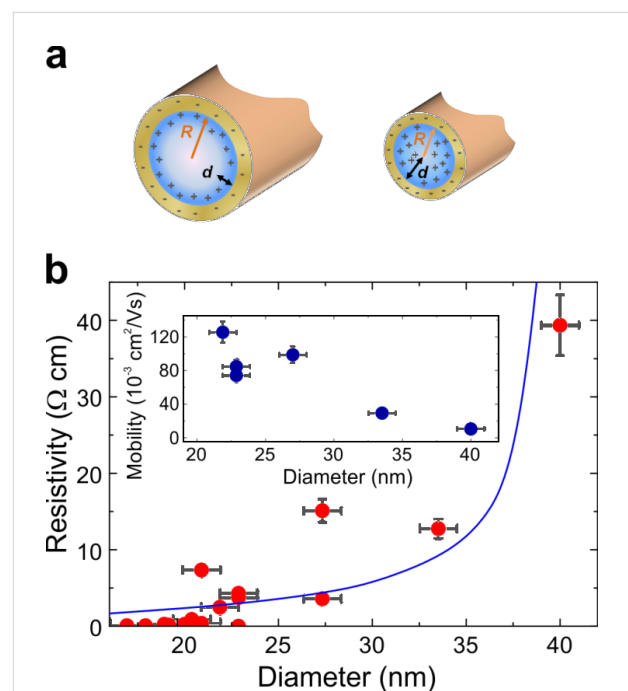 a
R
d
R
d
b
Resistivity (Ω cm)
40
30
20
10
0
Mobility (10⁻³ cm²/Vs)
120
80
40
0
20 25 30 35 40
Diameter (nm)
20 25 30 35 40
Diameter (nm)